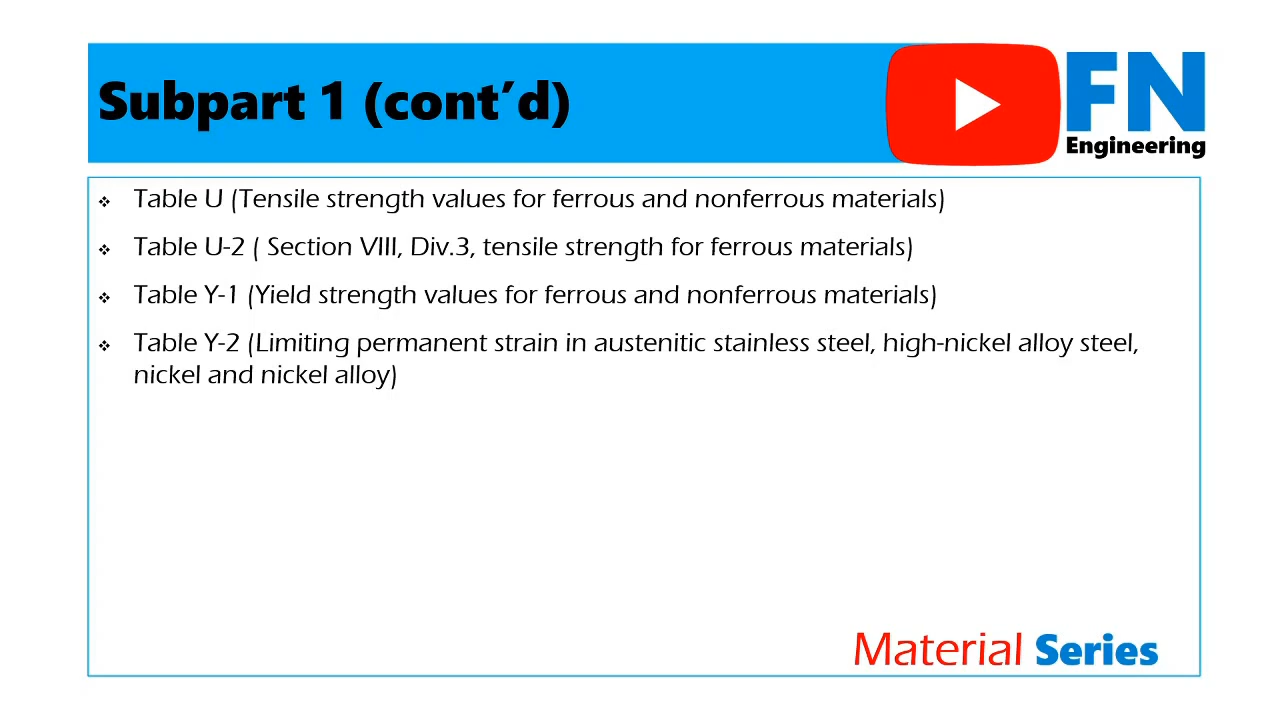 Subpart 1 (cont’d)
FN
Engineering
❖ Table U (Tensile strength values for ferrous and nonferrous materials)
❖ Table U-2 ( Section VIII, Div.3, tensile strength for ferrous materials)
❖ Table Y-1 (Yield strength values for ferrous and nonferrous materials)
❖ Table Y-2 (Limiting permanent strain in austenitic stainless steel, high-nickel alloy steel,
nickel and nickel alloy)
Material Series